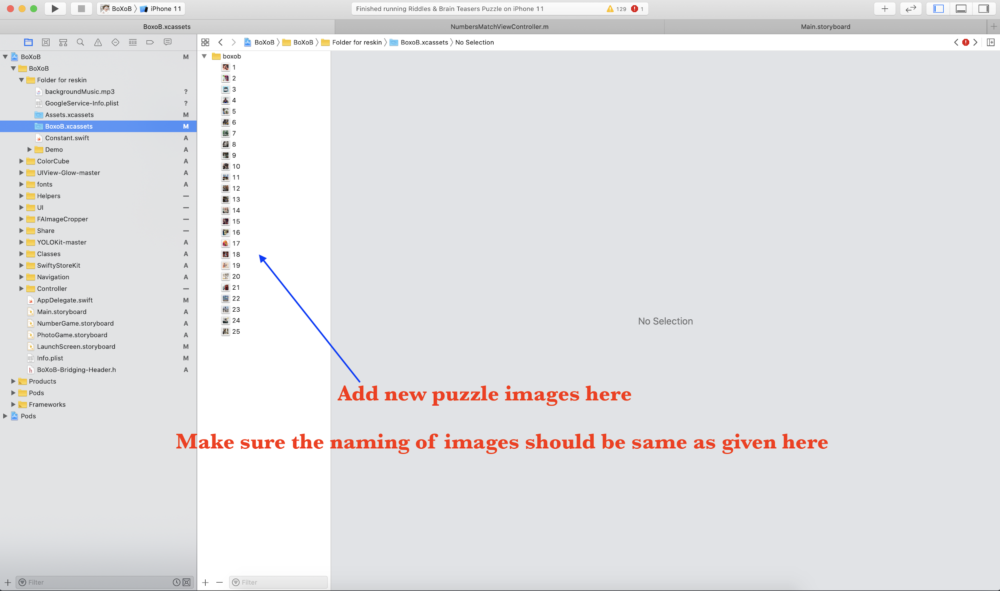 BoXoB 〉 iPhone 11
Finished running Riddles & Brain Teasers Puzzle on iPhone 11
129
1
BoxoB.xcassets
NumbersMatchViewController.m
Main.storyboard
BoXoB 〉 BoXoB 〉 Folder for reskin 〉 BoxoB.xcassets 〉 No Selection
BoXoB M
BoXoB
Folder for reskin
backgroundMusic.mp3 ?
GoogleService-Info.plist ?
Assets.xcassets M
BoxoB.xcassets M
Constant.swift A
Demo A
ColorCube A
UIView-Glow-master A
fonts A
Helpers —
UI —
FAImageCropper —
Share —
YOLOKit-master A
Classes A
SwiftyStoreKit A
Navigation A
Controller —
AppDelegate.swift M
Main.storyboard A
NumberGame.storyboard A
PhotoGame.storyboard A
LaunchScreen.storyboard M
Info.plist M
h BoXoB-Bridging-Header.h A
Products
Pods
Frameworks
Pods
Filter
boxob
1
2
3
4
5
6
7
8
9
10
11
12
13
14
15
16
17
18
19
20
21
22
23
24
25
Filter
No Selection
Add new puzzle images here
Make sure the naming of images should be same as given here